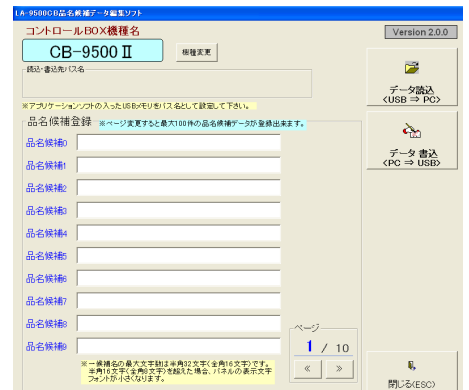 LA-9500CB品名候補データ編集ソフト
コントロールBOX機種名
Version 2.0.0
CB-9500Ⅱ
機種変更
読込・書込先パス名
データ読込
<USB ⇒ PC>
※アプリケーションソフトの入ったUSBメモリをパス名として設定して下さい。
品名候補登録 ※ページ変更すると最大100件の品名候補データが登録出来ます。
データ 書込
<PC ⇒ USB>
品名候補0
品名候補1
品名候補2
品名候補3
品名候補4
品名候補5
品名候補6
品名候補7
品名候補8
品名候補9
ページ
1 / 10
< >
※一候補名の最大文字数は半角32文字(全角16文字)です。
半角16文字(全角8文字)を超えた場合、パネルの表示文字
フォントが小さくなります。
閉じる(ESC)